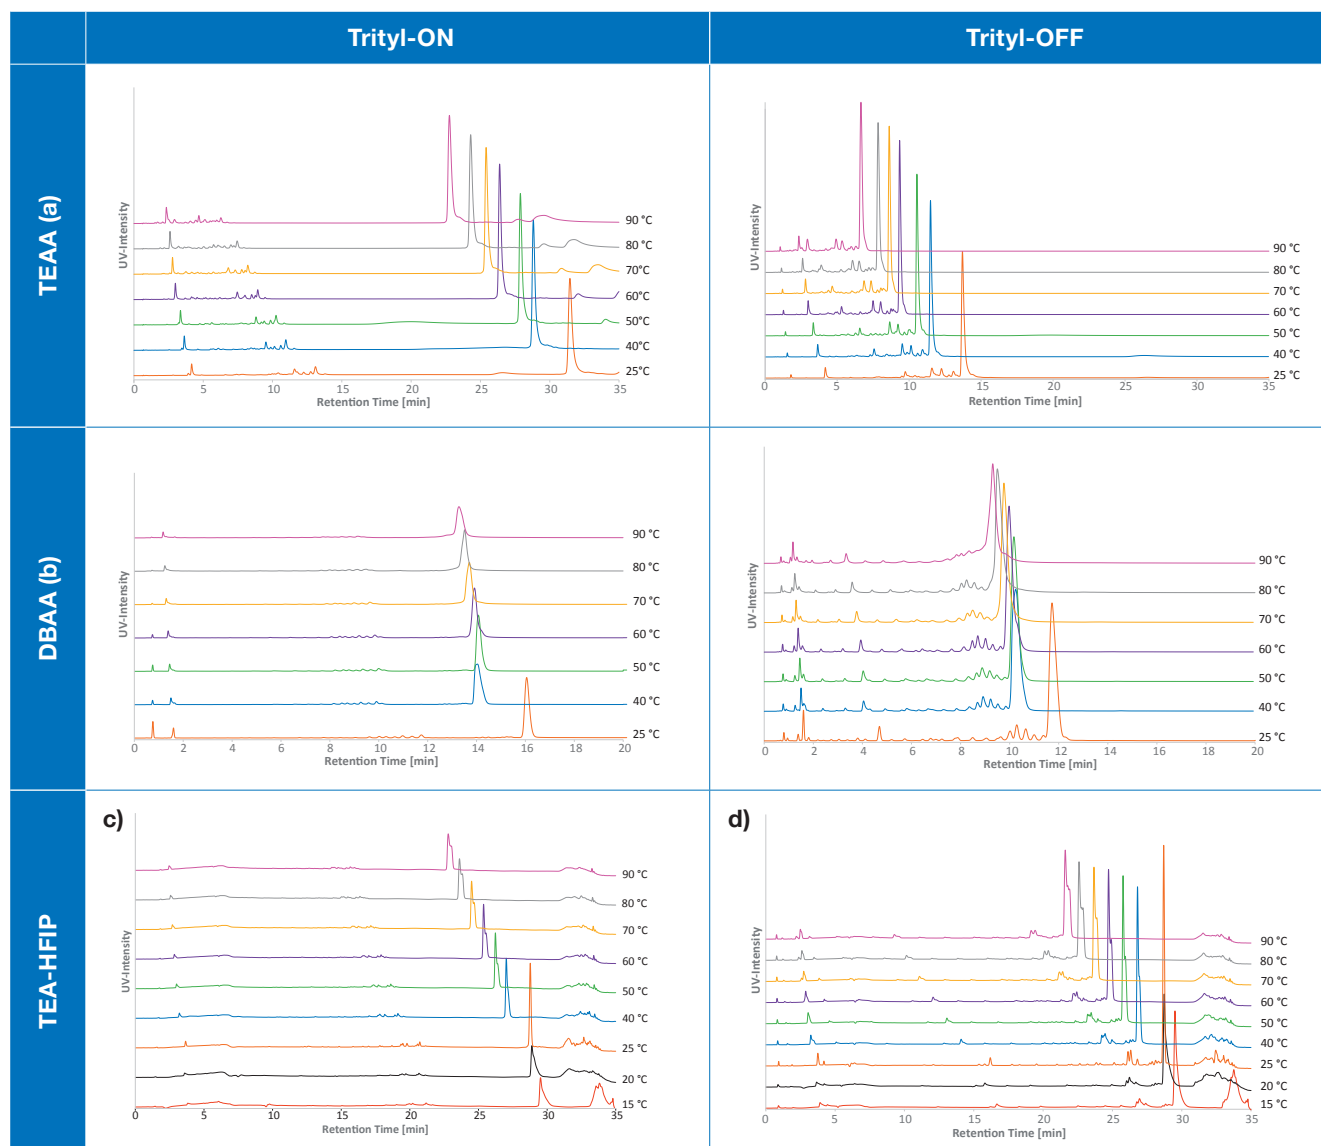 Trityl-ON
Trityl-OFF
TEAA (a)
UV-Intensity
90 °C
80 °C
70°C
60°C
50°C
40°C
25°C
0 5 10 15 20 25 30 35
Retention Time [min]
UV-Intensity
90 °C
80 °C
70 °C
60 °C
50 °C
40 °C
25 °C
0 5 10 15 20 25 30 35
Retention Time [min]
DBAA (b)
UV-Intensity
90 °C
80 °C
70 °C
60 °C
50 °C
40 °C
25 °C
0 2 4 6 8 10 12 14 16 18 20
Retention Time [min]
UV-Intensity
90 °C
80 °C
70 °C
60 °C
50 °C
40 °C
25 °C
0 2 4 6 8 10 12 14 16 18 20
Retention Time [min]
TEA-HFIP
c)
UV-Intensity
90 °C
80 °C
70 °C
60 °C
50 °C
40 °C
25 °C
20 °C
15 °C
0 5 10 15 20 25 30 35
Retention Time [min]
d)
UV-Intensity
90 °C
80 °C
70 °C
60 °C
50 °C
40 °C
25 °C
20 °C
15 °C
0 5 10 15 20 25 30 35
Retention Time [min]